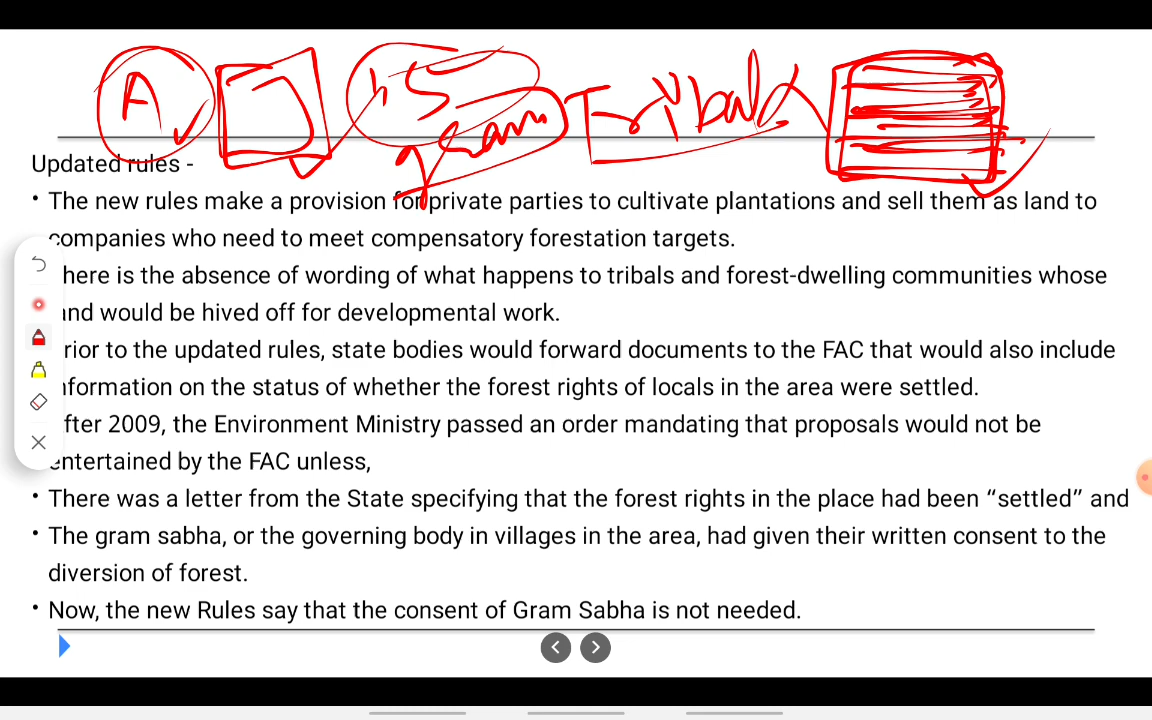 A
15
gram
Tribals
Updated rules -
• The new rules make a provision for private parties to cultivate plantations and sell them as land to
companies who need to meet compensatory forestation targets.
here is the absence of wording of what happens to tribals and forest-dwelling communities whose
nd would be hived off for developmental work.
rior to the updated rules, state bodies would forward documents to the FAC that would also include
nformation on the status of whether the forest rights of locals in the area were settled.
fter 2009, the Environment Ministry passed an order mandating that proposals would not be
entertained by the FAC unless,
• There was a letter from the State specifying that the forest rights in the place had been “settled” and
• The gram sabha, or the governing body in villages in the area, had given their written consent to the
diversion of forest.
• Now, the new Rules say that the consent of Gram Sabha is not needed.